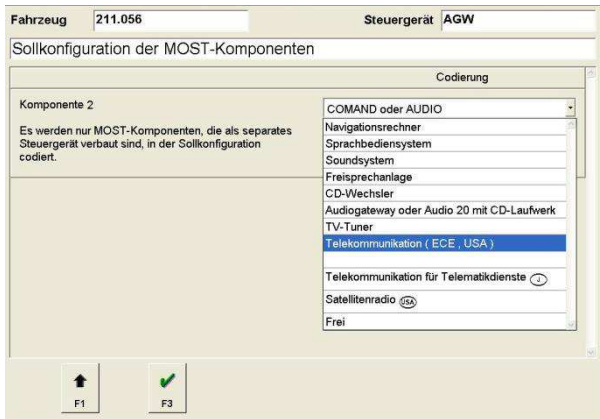 Fahrzeug 211.056 Steuergerät AGW
Sollkonfiguration der MOST-Komponenten
Codierung
Komponente 2 COMAND oder AUDIO
Es werden nur MOST-Komponenten, die als separates
Steuergerät verbaut sind, in der Sollkonfiguration
codiert.
Navigationsrechner
Sprachbediensystem
Soundsystem
Freisprechanlage
CD-Wechsler
Audiogateway oder Audio 20 mit CD-Laufwerk
TV-Tuner
Telekommunikation ( ECE , USA )
Telekommunikation für Telematikdienste J
Satellitenradio USA
Frei
F1 F3